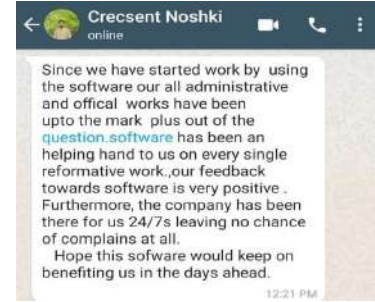 Crecsent Noshki
online
Since we have started work by  using
the software our all administrative
and offical  works have been
upto the mark  plus out of the
question.software has been an
helping hand to us on every single
reformative work.,our feedback
towards software is very positive .
Furthermore, the company has been
there for us 24/7s leaving no chance
of complains at all.
Hope this sofware would keep on
benefiting us in the days ahead.
12:21 PM